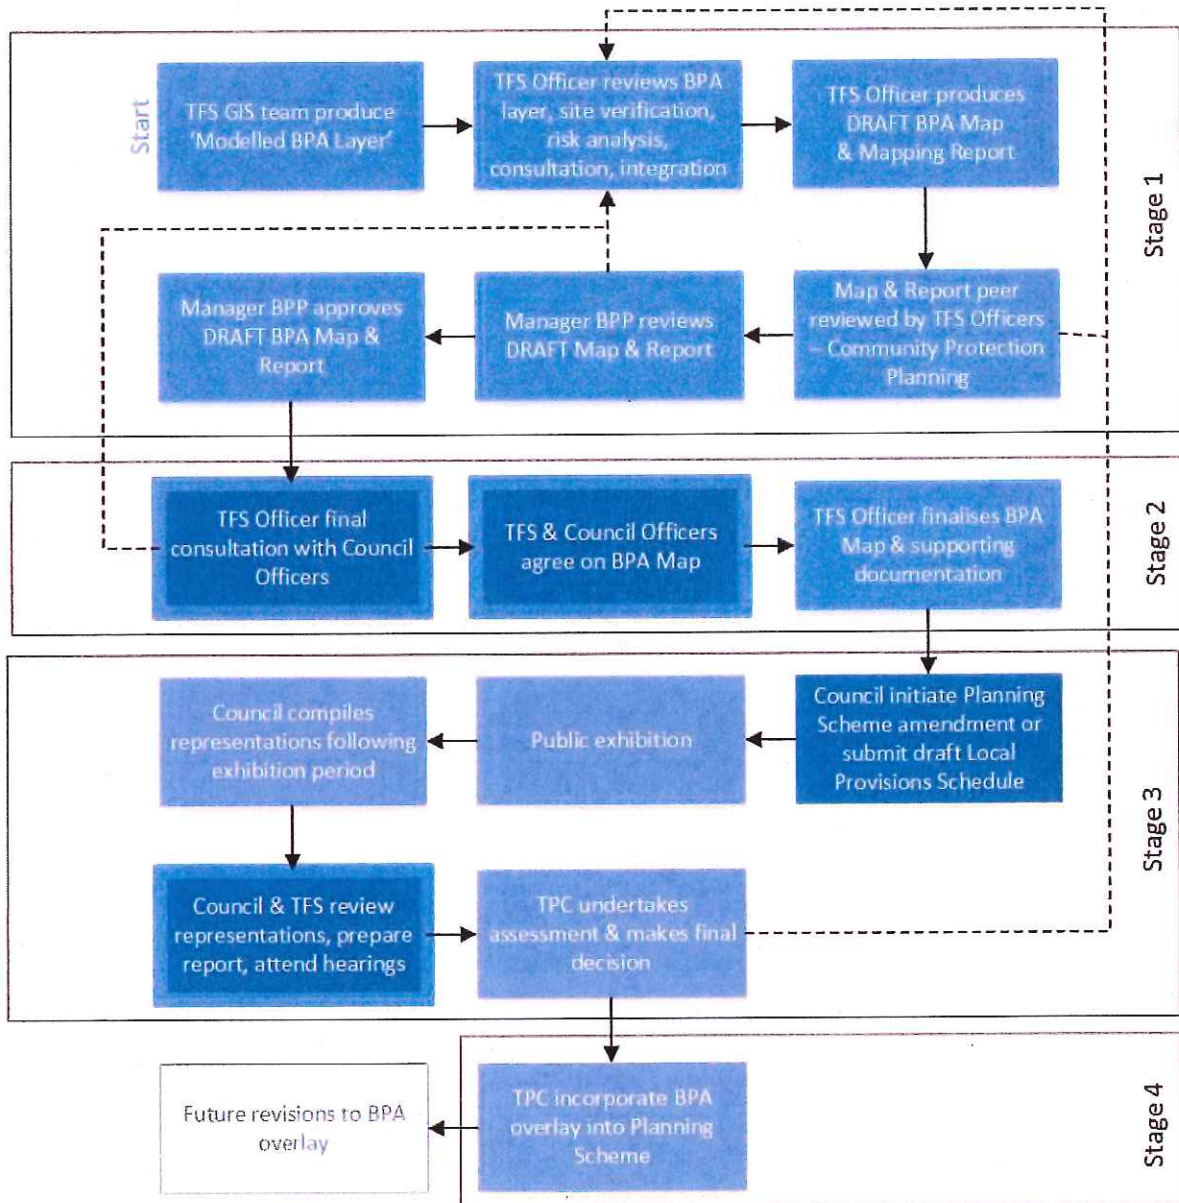 Start
TFS GIS team produce
'Modelled BPA Layer'
TFS Officer reviews BPA
layer, site verification,
risk analysis,
consultation, integration
TFS Officer produces
DRAFT BPA Map
& Mapping Report
Stage 1
Manager BPP approves
DRAFT BPA Map &
Report
Manager BPP reviews
DRAFT Map & Report
Map & Report peer
reviewed by TFS Officers
– Community Protection
Planning
TFS Officer final
consultation with Council
Officers
TFS & Council Officers
agree on BPA Map
TFS Officer finalises BPA
Map & supporting
documentation
Stage 2
Council compiles
representations following
exhibition period
Public exhibition
Council initiate Planning
Scheme amendment or
submit draft Local
Provisions Schedule
Stage 3
Council & TFS review
representations, prepare
report, attend hearings
TPC undertakes
assessment & makes final
decision
Future revisions to BPA
overlay
TPC incorporate BPA
overlay into Planning
Scheme
Stage 4